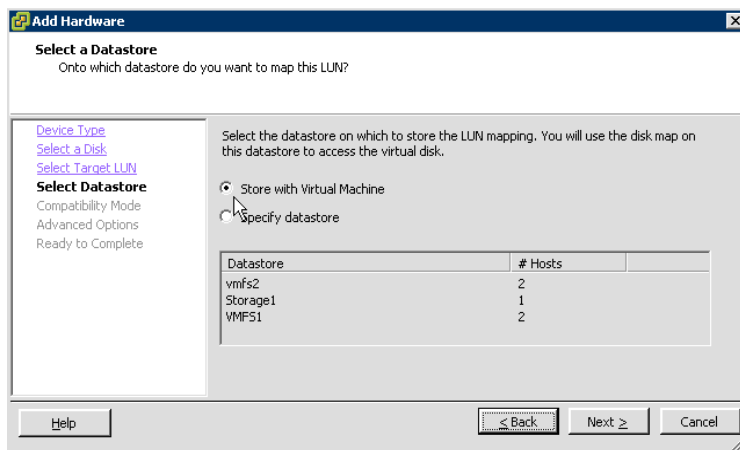 Add Hardware
Select a Datastore
Onto which datastore do you want to map this LUN?
Device Type
Select a Disk
Select Target LUN
Select Datastore
Compatibility Mode
Advanced Options
Ready to Complete
Select the datastore on which to store the LUN mapping. You will use the disk map on
this datastore to access the virtual disk.
Store with Virtual Machine
Specify datastore
Datastore # Hosts
vmfs2 2
Storage1 1
VMFS1 2
Help
< Back
Next >
Cancel